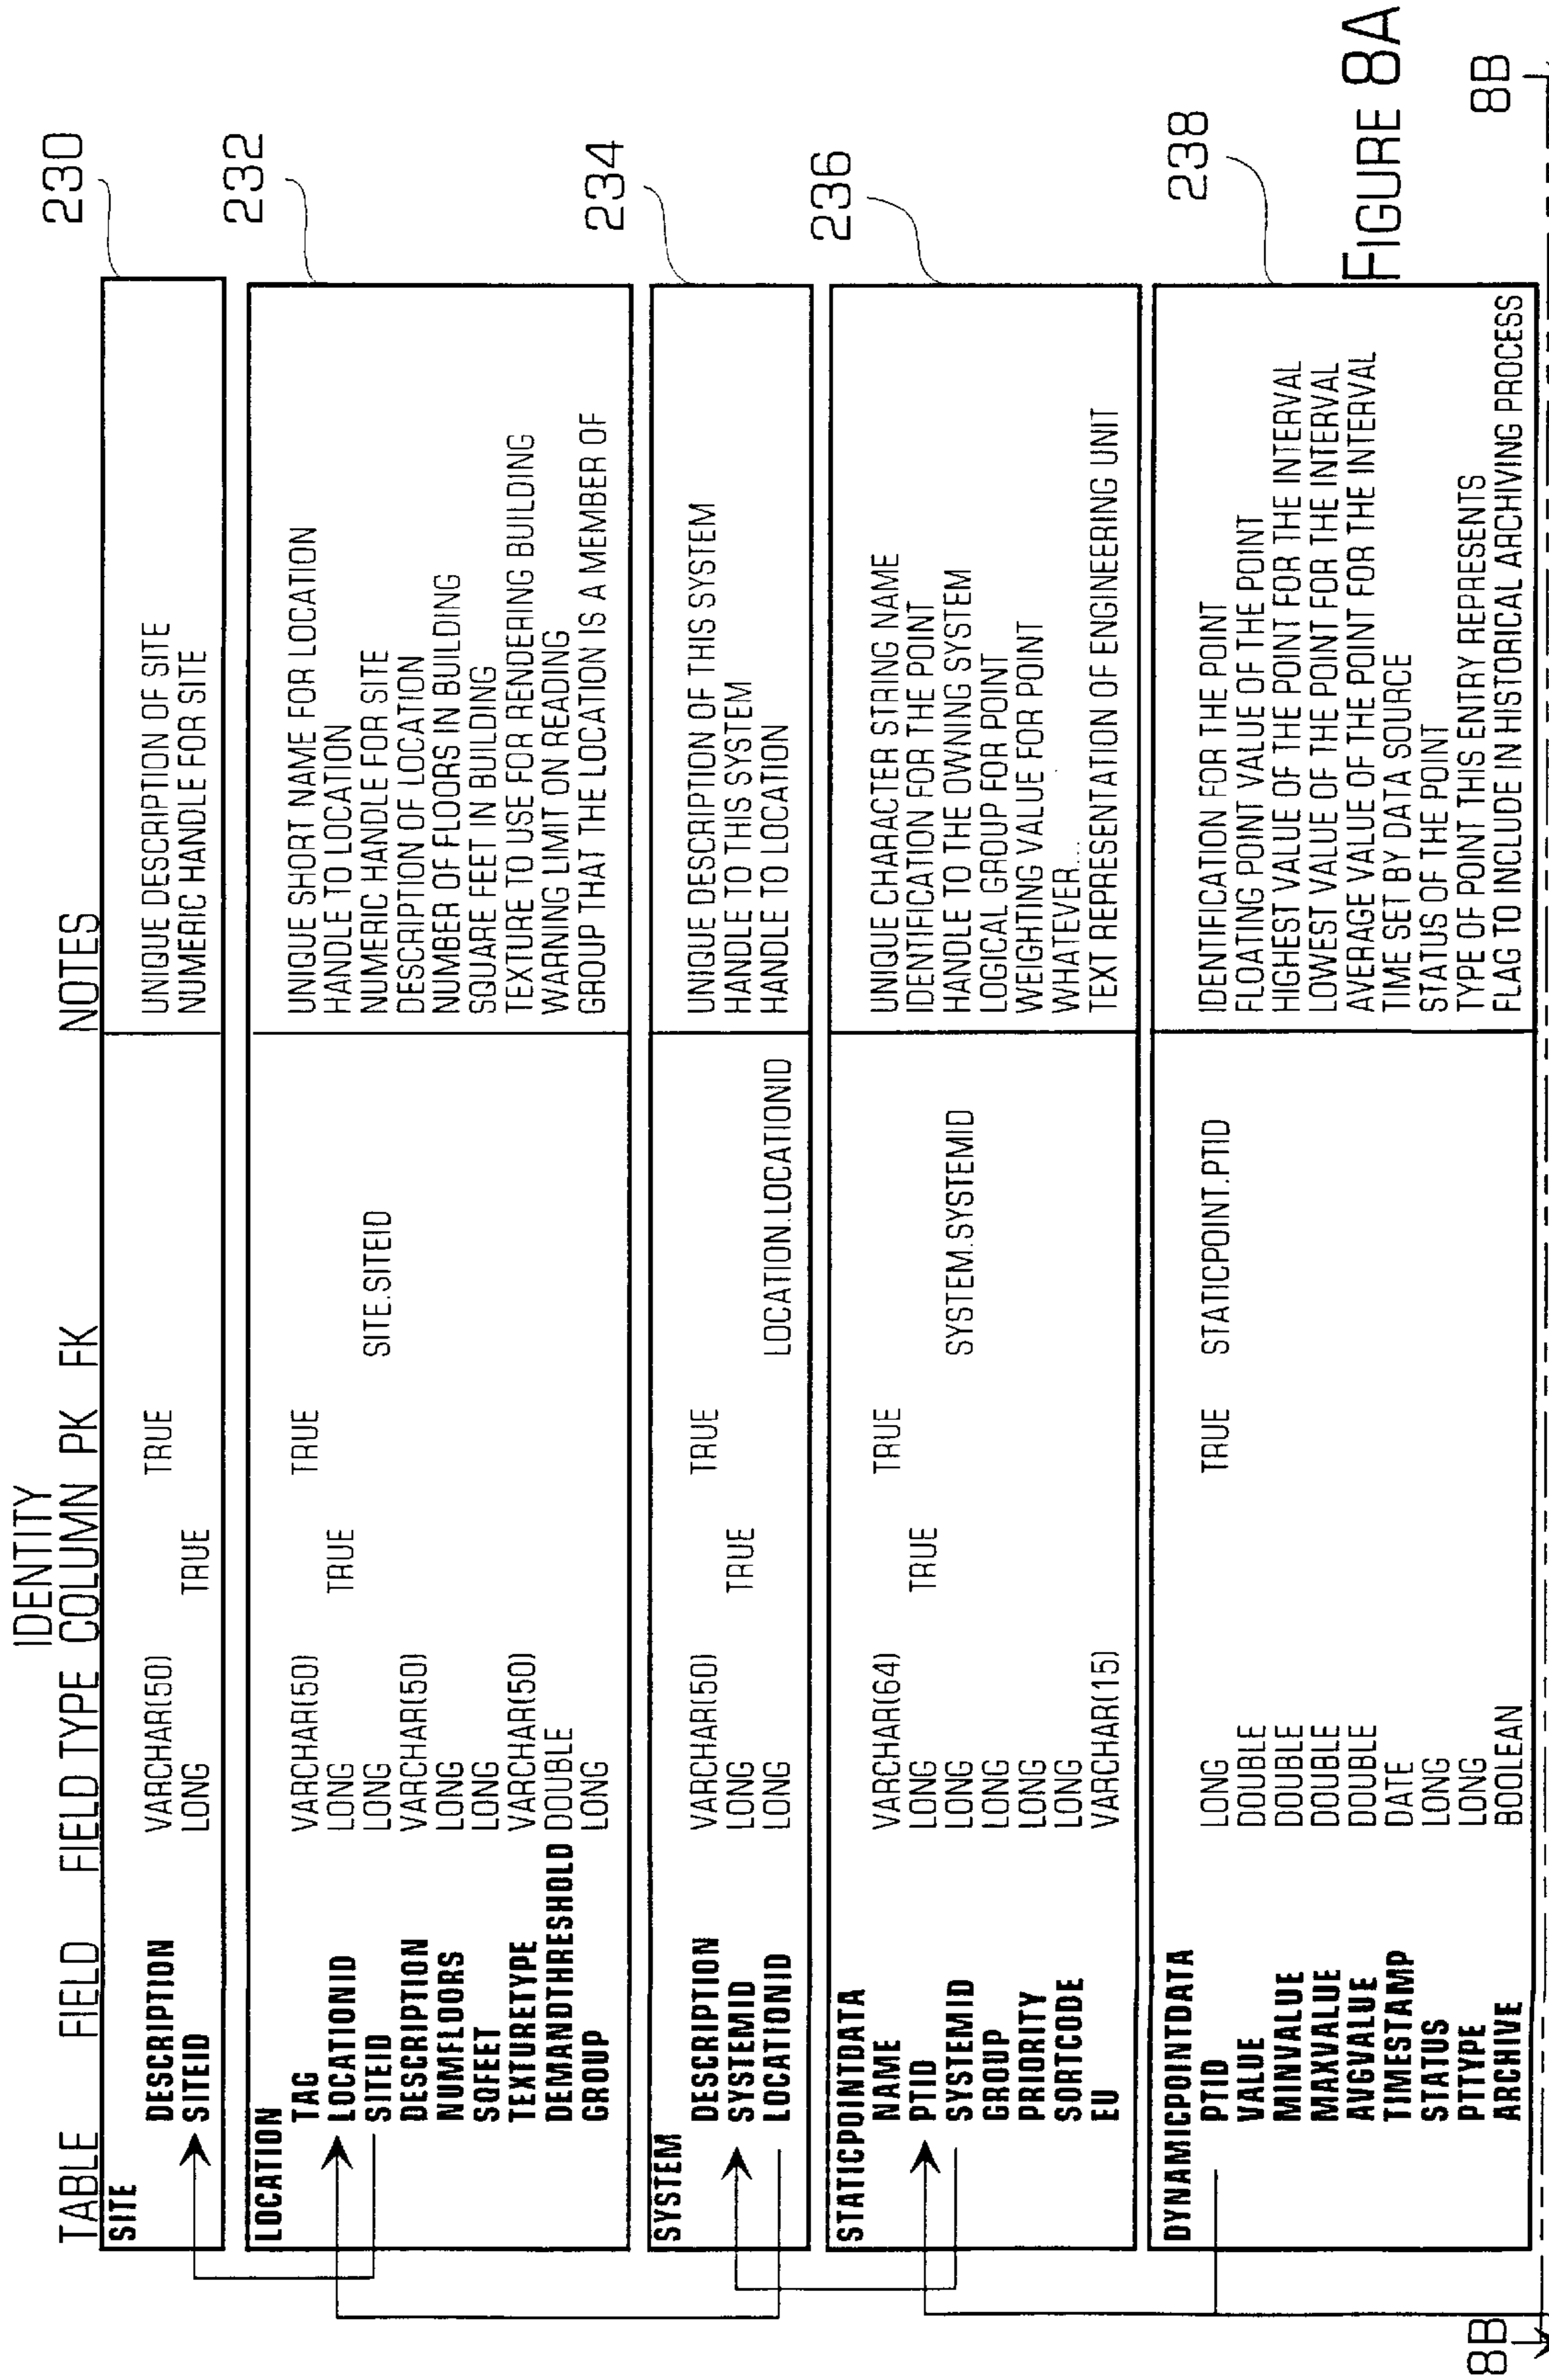 IDENTITY
TABLE FIELD FIELD TYPE COLUMN PK FK NOTES
SITE
DESCRIPTION VARCHAR(50) TRUE UNIQUE DESCRIPTION OF SITE
SITEID LONG TRUE NUMERIC HANDLE FOR SITE
230
LOCATION
TAG VARCHAR(50) TRUE UNIQUE SHORT NAME FOR LOCATION
LOCATIONID LONG TRUE HANDLE TO LOCATION
SITEID LONG SITE.SITEID NUMERIC HANDLE FOR SITE
DESCRIPTION VARCHAR(50) DESCRIPTION OF LOCATION
NUMFLOORS LONG NUMBER OF FLOORS IN BUILDING
SQFEET LONG SQUARE FEET IN BUILDING
TEXTURETYPE VARCHAR(50) TEXTURE TO USE FOR RENDERING BUILDING
DEMANDTHRESHOLD DOUBLE WARNING LIMIT ON READING
GROUP LONG GROUP THAT THE LOCATION IS A MEMBER OF
232
SYSTEM
DESCRIPTION VARCHAR(50) TRUE UNIQUE DESCRIPTION OF THIS SYSTEM
SYSTEMID LONG TRUE HANDLE TO THIS SYSTEM
LOCATIONID LONG LOCATION.LOCATIONID HANDLE TO LOCATION
234
STATICPOINTDATA
NAME VARCHAR(64) TRUE UNIQUE CHARACTER STRING NAME
PTID LONG TRUE IDENTIFICATION FOR THE POINT
SYSTEMID LONG SYSTEM.SYSTEMID HANDLE TO THE OWNING SYSTEM
GROUP LONG LOGICAL GROUP FOR POINT
PRIORITY LONG WEIGHTING VALUE FOR POINT
SORTCODE LONG WHATEVER...
EU VARCHAR(15) TEXT REPRESENTATION OF ENGINEERING UNIT
236
DYNAMICPOINTDATA
PTID LONG TRUE STATICPOINT.PTID IDENTIFICATION FOR THE POINT
VALUE DOUBLE FLOATING POINT VALUE OF THE POINT
MINVALUE DOUBLE HIGHEST VALUE OF THE POINT FOR THE INTERVAL
MAXVALUE DOUBLE LOWEST VALUE OF THE POINT FOR THE INTERVAL
AVGVALUE DOUBLE AVERAGE VALUE OF THE POINT FOR THE INTERVAL
TIMESTAMP DATE TIME SET BY DATA SOURCE
STATUS LONG STATUS OF THE POINT
PTTYPE LONG TYPE OF POINT THIS ENTRY REPRESENTS
ARCHIVE BOOLEAN FLAG TO INCLUDE IN HISTORICAL ARCHIVING PROCESS
238
FIGURE 8A
8B 8B